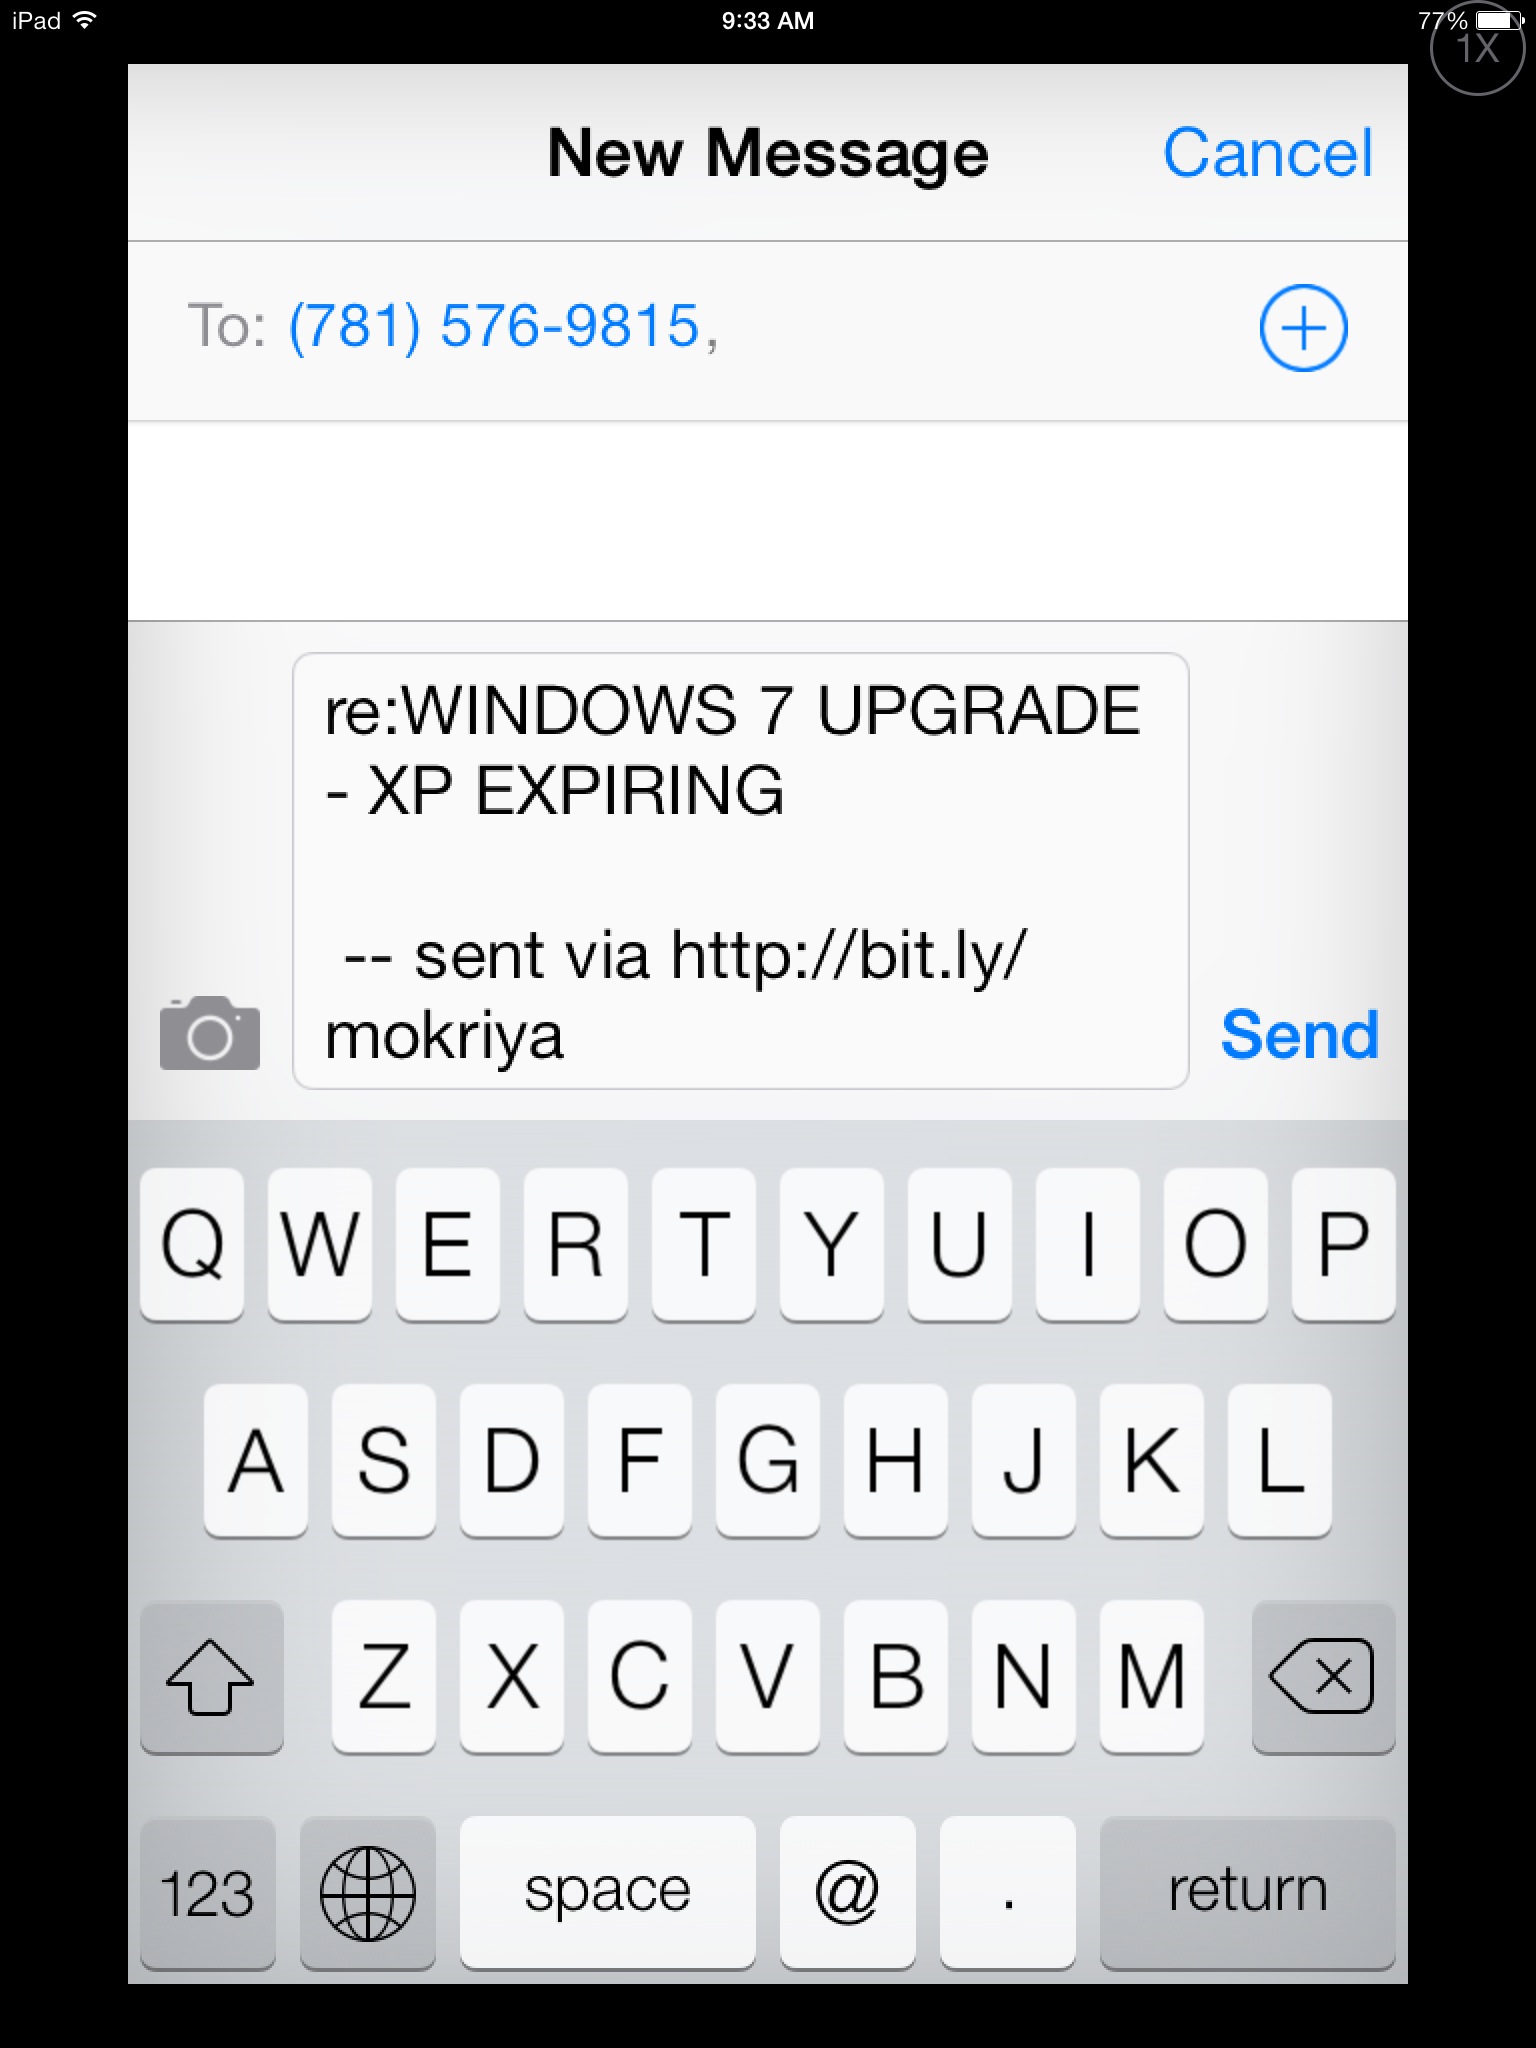 iPad 9:33 AM 77%
1X
New Message Cancel
To: (781) 576-9815,
re:WINDOWS 7 UPGRADE
- XP EXPIRING
-- sent via http://bit.ly/
mokriya
Send
Q W E R T Y U I O P
A S D F G H J K L
Z X C V B N M
123 space @ . return